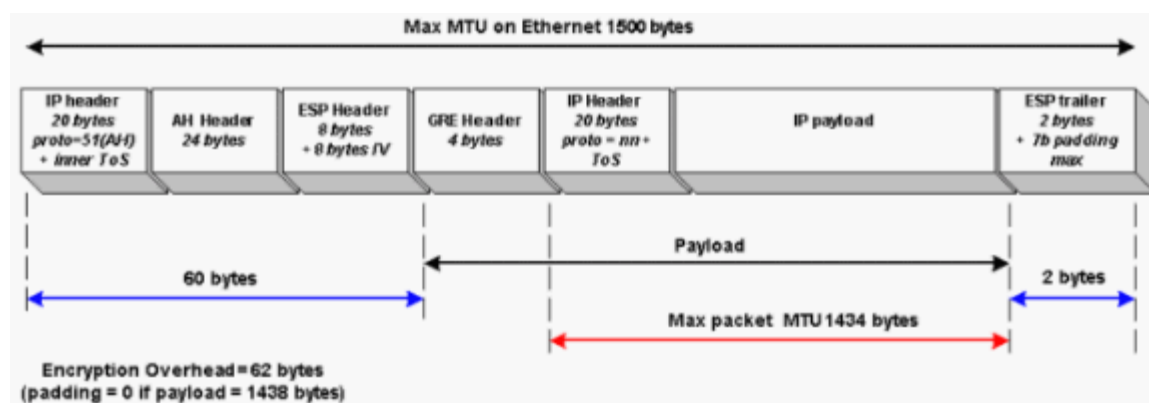 Max MTU on Ethernet 1500 bytes
IP header
20 bytes
proto=51(AH)
+ inner ToS
AH Header
24 bytes
ESP Header
8 bytes
+ 8 bytes IV
GRE Header
4 bytes
IP Header
20 bytes
proto = nn+
ToS
IP payload
ESP trailer
2 bytes
+ 7b padding
max
Payload
60 bytes
2 bytes
Max packet MTU 1434 bytes
Encryption Overhead=62 bytes
(padding = 0 if payload = 1438 bytes)